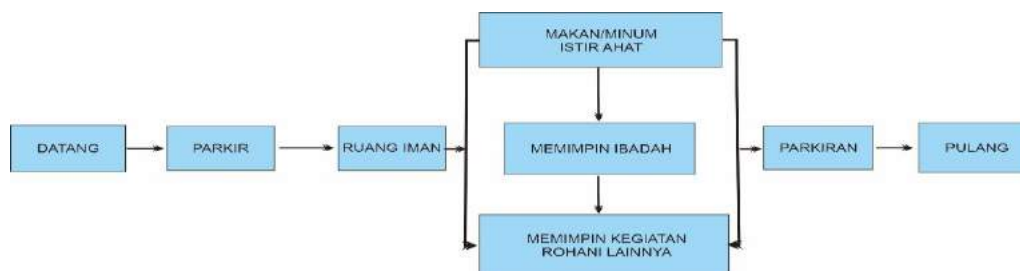 DATANG
PARKIR
RUANG IMAN
MAKAN/MINUM
ISTIR AHAT
MEMIMPIN IBADAH
MEMIMPIN KEGIATAN
ROHANI LAINNYA
PARKIRAN
PULANG